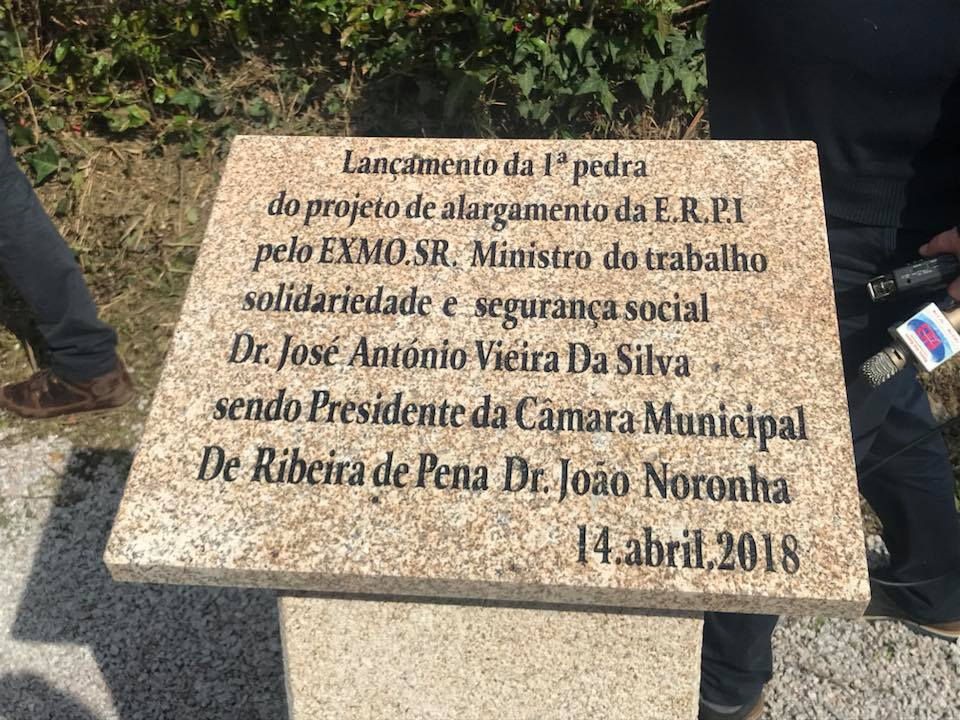 Lançamento da 1ª pedra
do projeto de alargamento da E.R.P.I
pelo EXMO.SR. Ministro do trabalho
solidariedade e segurança social
Dr. José António Vieira Da Silva
sendo Presidente da Câmara Municipal
De Ribeira de Pena Dr. João Noronha
14.abril.2018